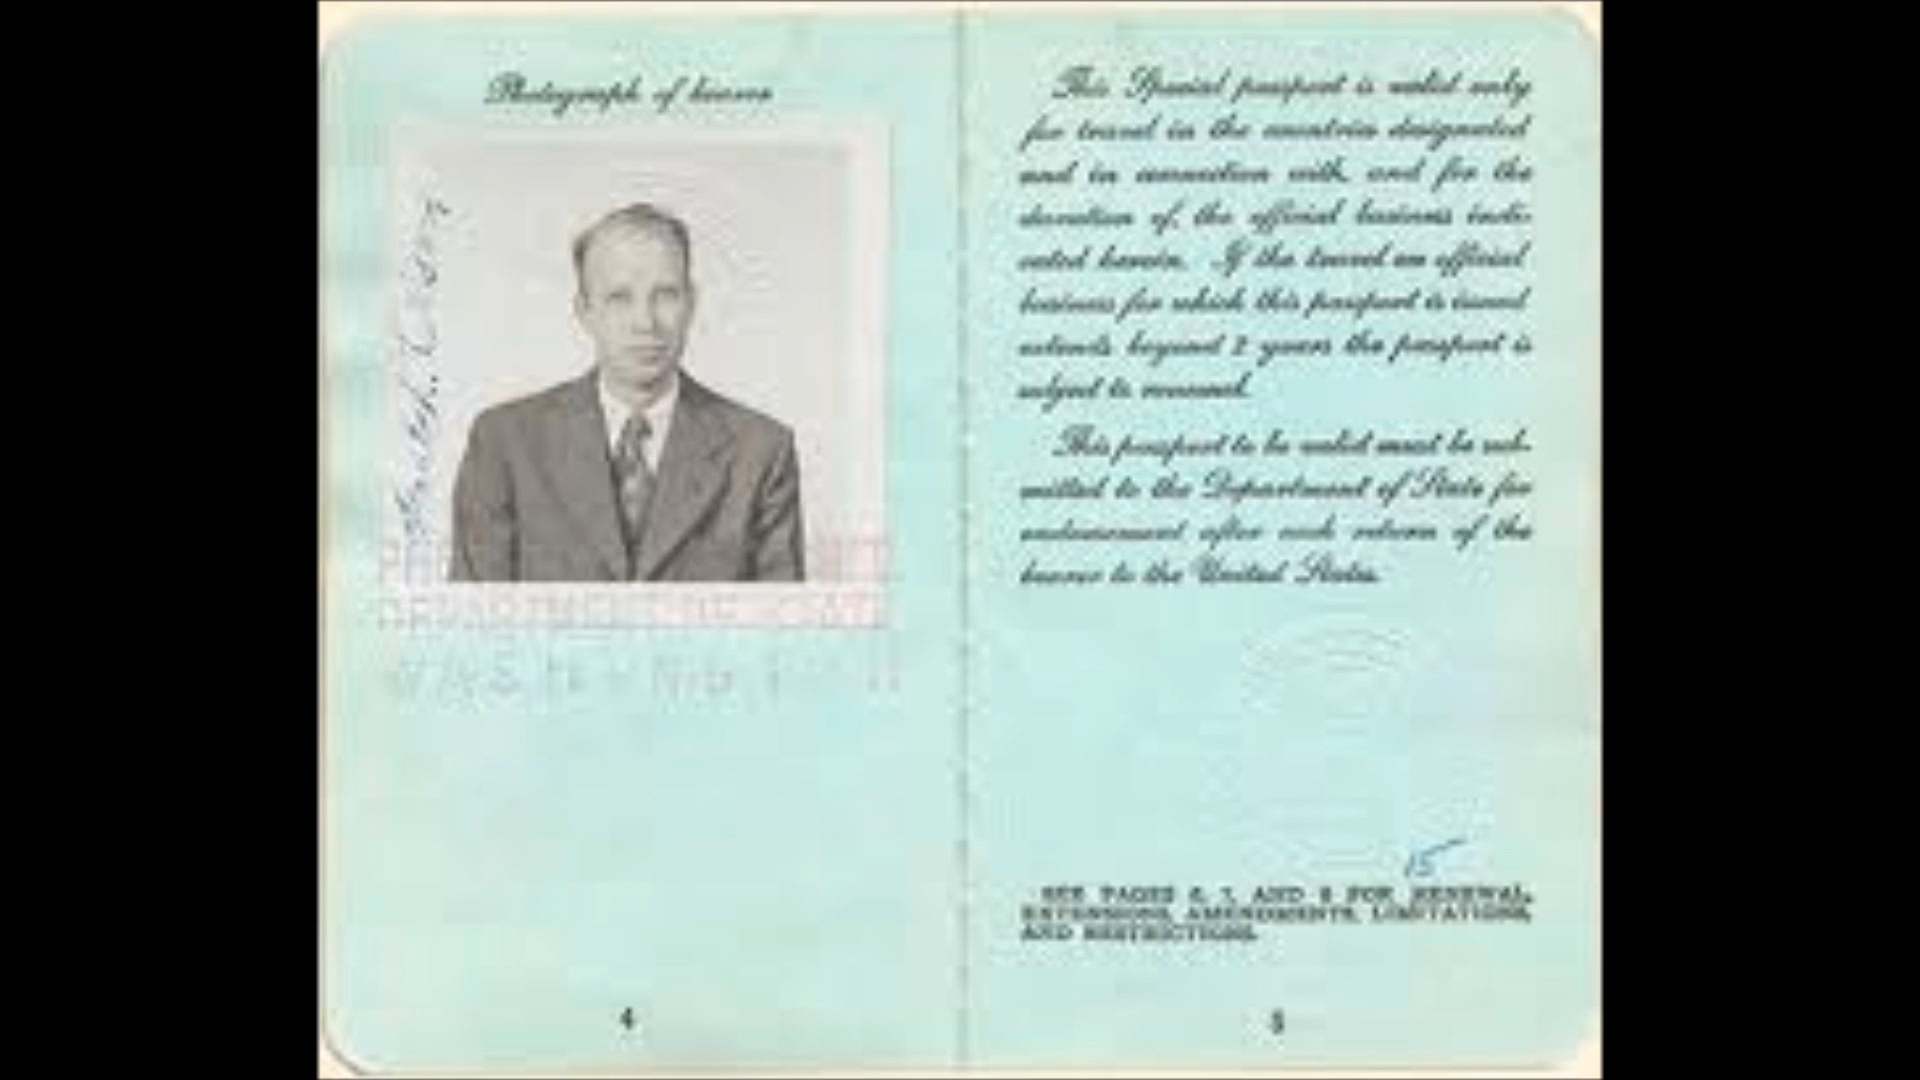 Photograph of bearer
This Special passport is valid only
for travel in the countries designated
and in connection with, and for the
duration of, the official business indi-
cated herein. If the travel on official
business for which this passport is issued
extends beyond 2 years the passport is
subject to renewal.
This passport to be valid must be sub-
mitted to the Department of State for
endorsement after each return of the
bearer to the United States.
15
SEE PAGES 6, 7, AND 8 FOR RENEWAL,
EXTENSIONS, AMENDMENTS, LIMITATIONS,
AND RESTRICTIONS.
DEPARTMENT OF STATE
4
5